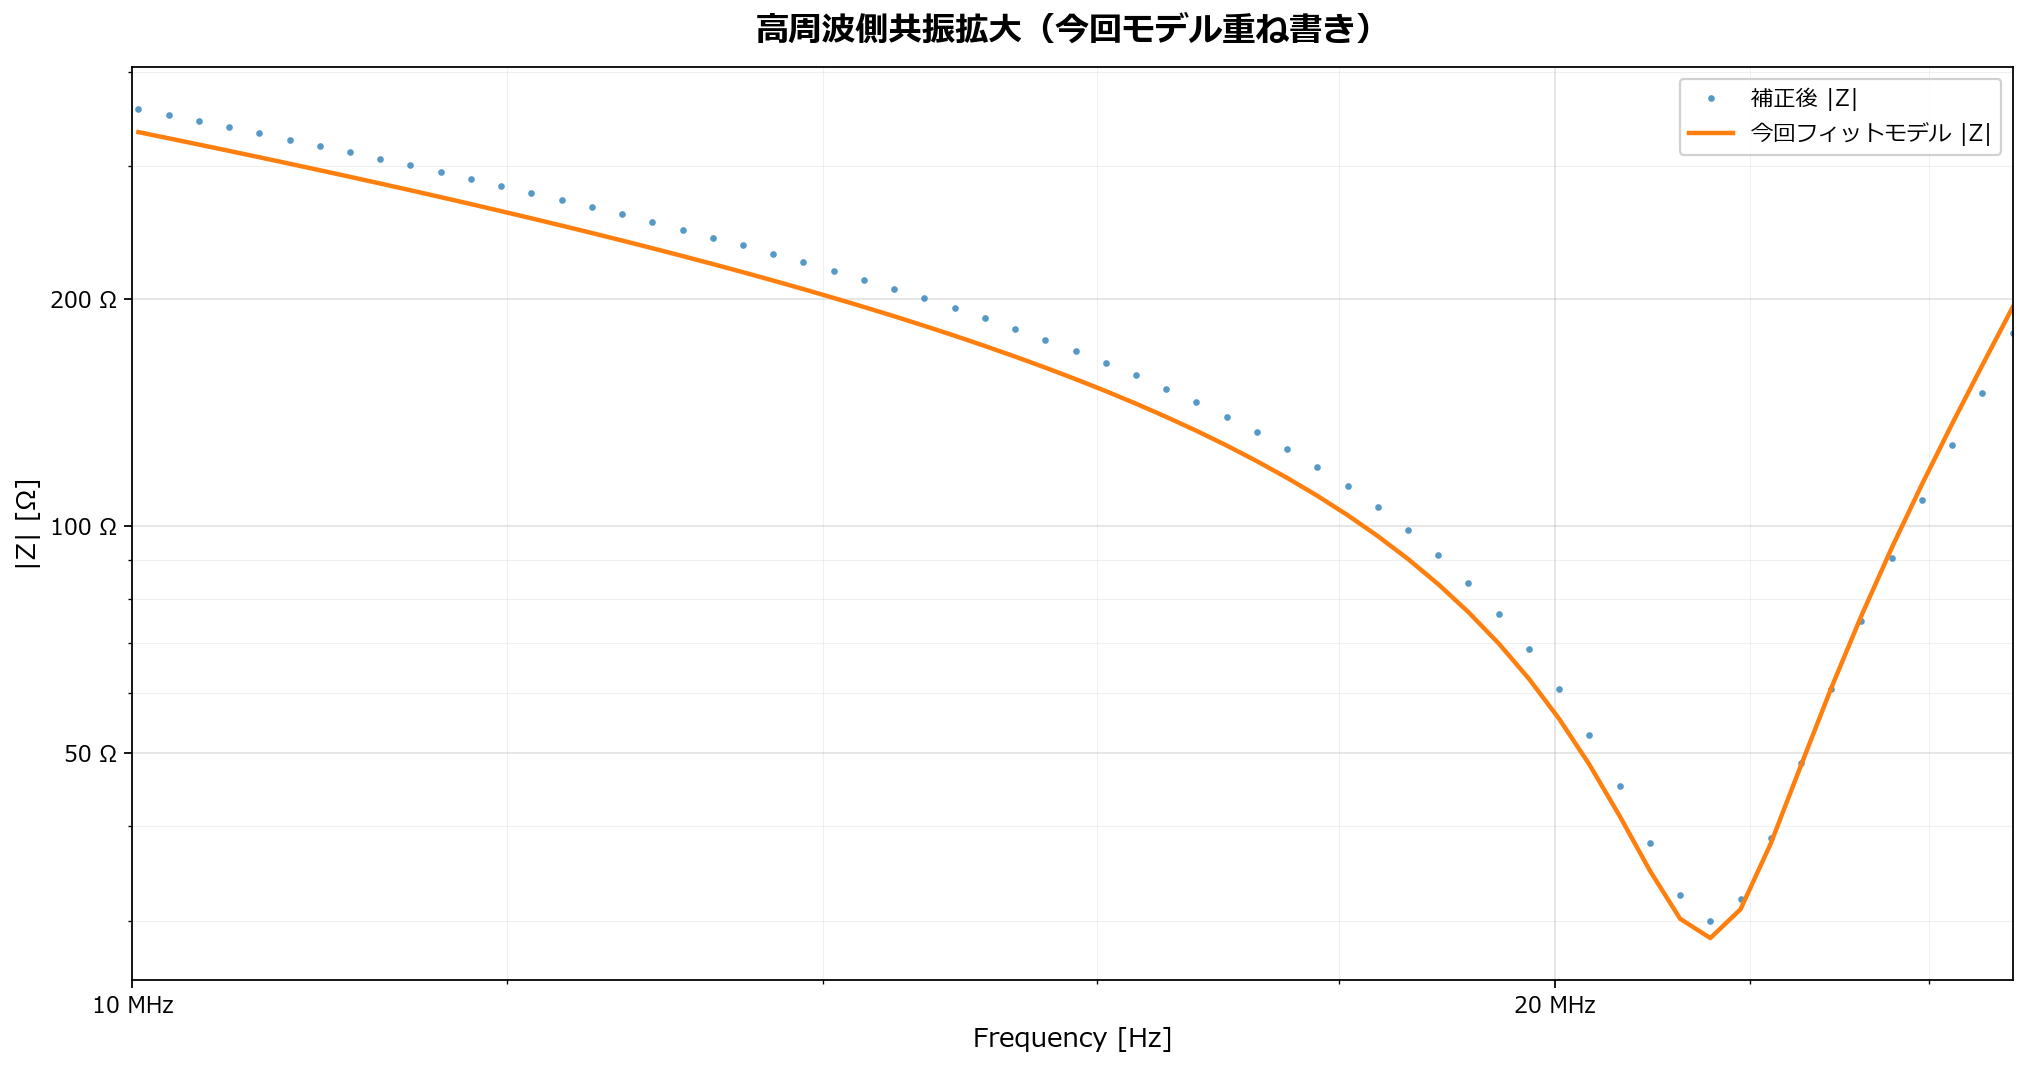 高周波側共振拡大（今回モデル重ね書き）
補正後 |Z|
今回フィットモデル |Z|
|Z| [Ω]
200 Ω
100 Ω
50 Ω
10 MHz
20 MHz
Frequency [Hz]